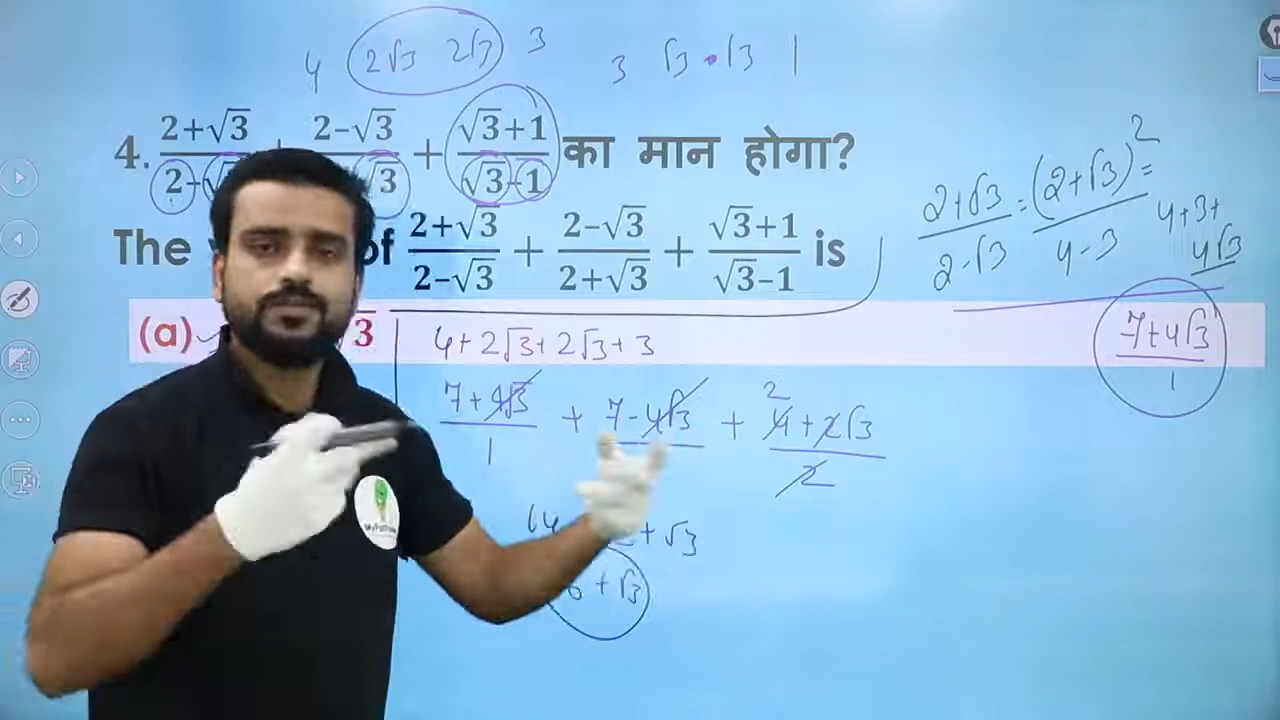 4 2√3 2√3 3 3 √3 • √3 1
4. 2+√3 / 2-√ + 2-√3 / √3 + √3+1 / √3-1 का मान होगा?
The of 2+√3 / 2-√3 + 2-√3 / 2+√3 + √3+1 / √3-1 is
(a) √3
4+2√3+2√3+3
7+4√3 / 1 + 7-4√3 + 2 4+2√3 / 2
14 + √3
6+√3
2+√3 / 2-√3 = (2+√3)² / 4-3 =
4+3+
4√3
7+4√3 / 1